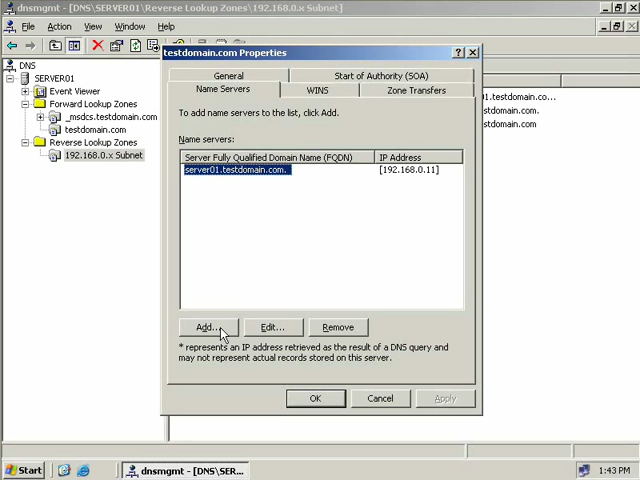 dnsmgmt - [DNS\SERVER01\Reverse Lookup Zones\192.168.0.x Subnet]
File Action View Window Help
DNS
SERVER01
Event Viewer
Forward Lookup Zones
_msdcs.testdomain.com
testdomain.com
Reverse Lookup Zones
192.168.0.x Subnet
testdomain.com Properties
General
Start of Authority (SOA)
Name Servers
WINS
Zone Transfers
To add name servers to the list, click Add.
Name servers:
Server Fully Qualified Domain Name (FQDN) IP Address
server01.testdomain.com. [192.168.0.11]
Add... Edit... Remove
* represents an IP address retrieved as the result of a DNS query and
may not represent actual records stored on this server.
OK Cancel Apply
01.testdomain.co...
testdomain.com.
testdomain.com.
Start
dnsmgmt - [DNS\SER...
1:43 PM